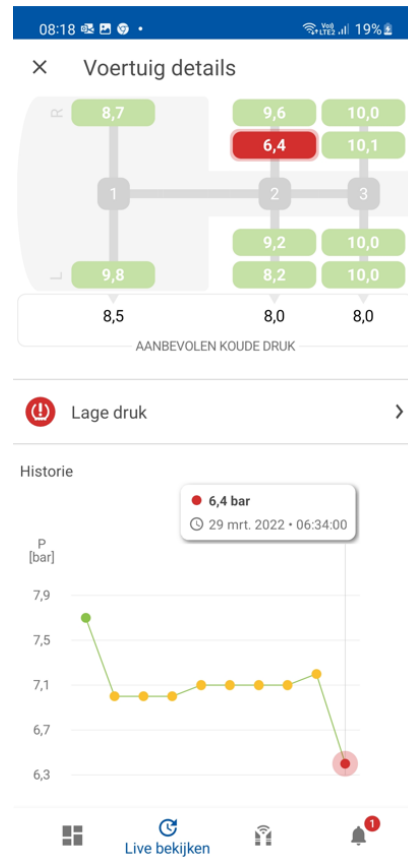 08:18 19%
Voertuig details
R 8,7 9,6 10,0
6,4 10,1
1 2 3
9,2 10,0
L 9,8 8,2 10,0
8,5 8,0 8,0
AANBEVOLEN KOUDE DRUK
Lage druk
Historie
6,4 bar
29 mrt. 2022 • 06:34:00
P
[bar]
7,9
7,5
7,1
6,7
6,3
1
Live bekijken